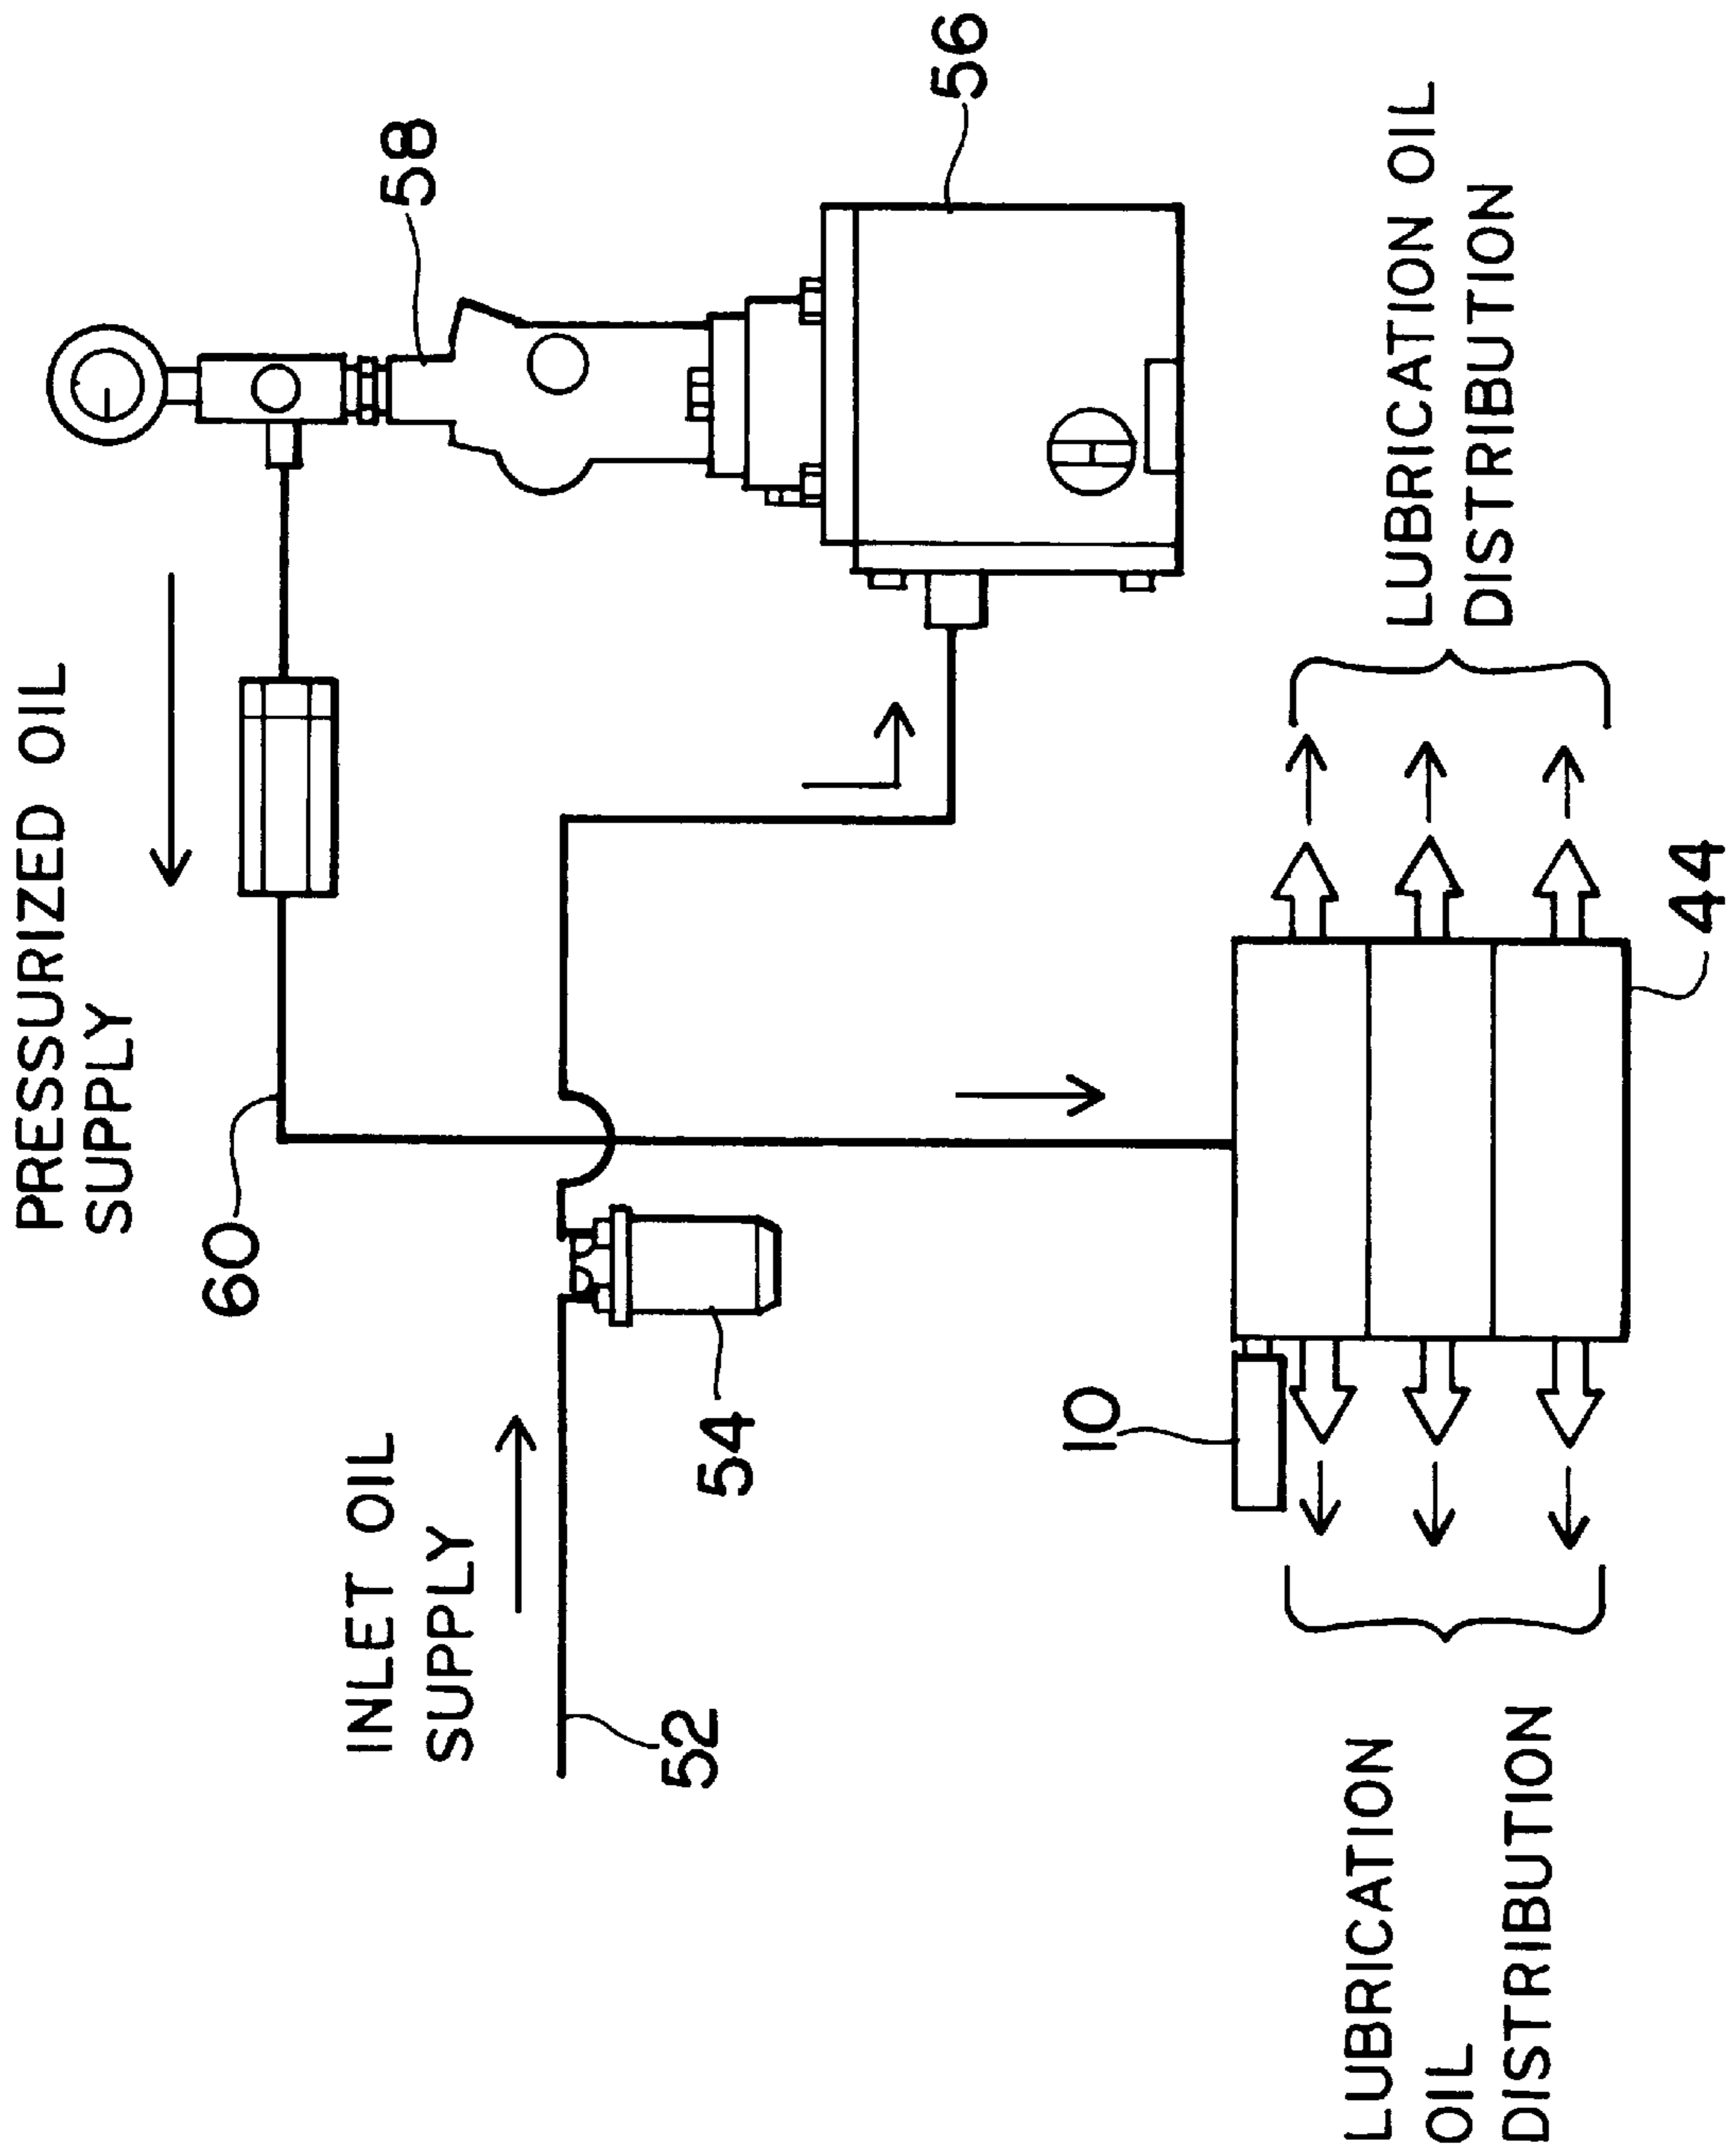 PRESSURIZED OIL
SUPPLY
60
58
INLET OIL
SUPPLY
52
54
56
10
44
LUBRICATION
OIL
DISTRIBUTION
LUBRICATION OIL
DISTRIBUTION